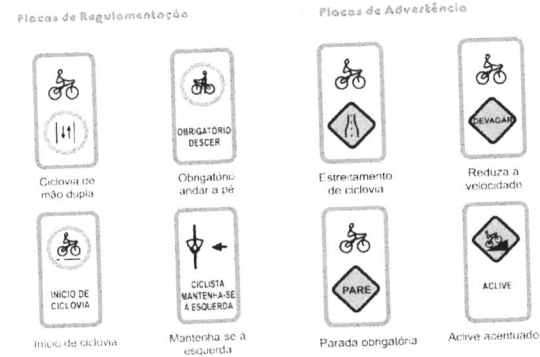 Placas de Regulamentação
OBRIGATÓRIO
DESCER
Ciclovia de
mão dupla
Obrigatório
andar a pé
INÍCIO DE
CICLOVIA
CICLISTA
MANTENHA-SE
À ESQUERDA
Início de ciclovia
Mantenha se à
esquerda
Placas de Advertência
DEVAGAR
Estreitamento
de ciclovia
Reduza a
velocidade
PARE
ACLIVE
Parada obrigatória
Aclive acentuado